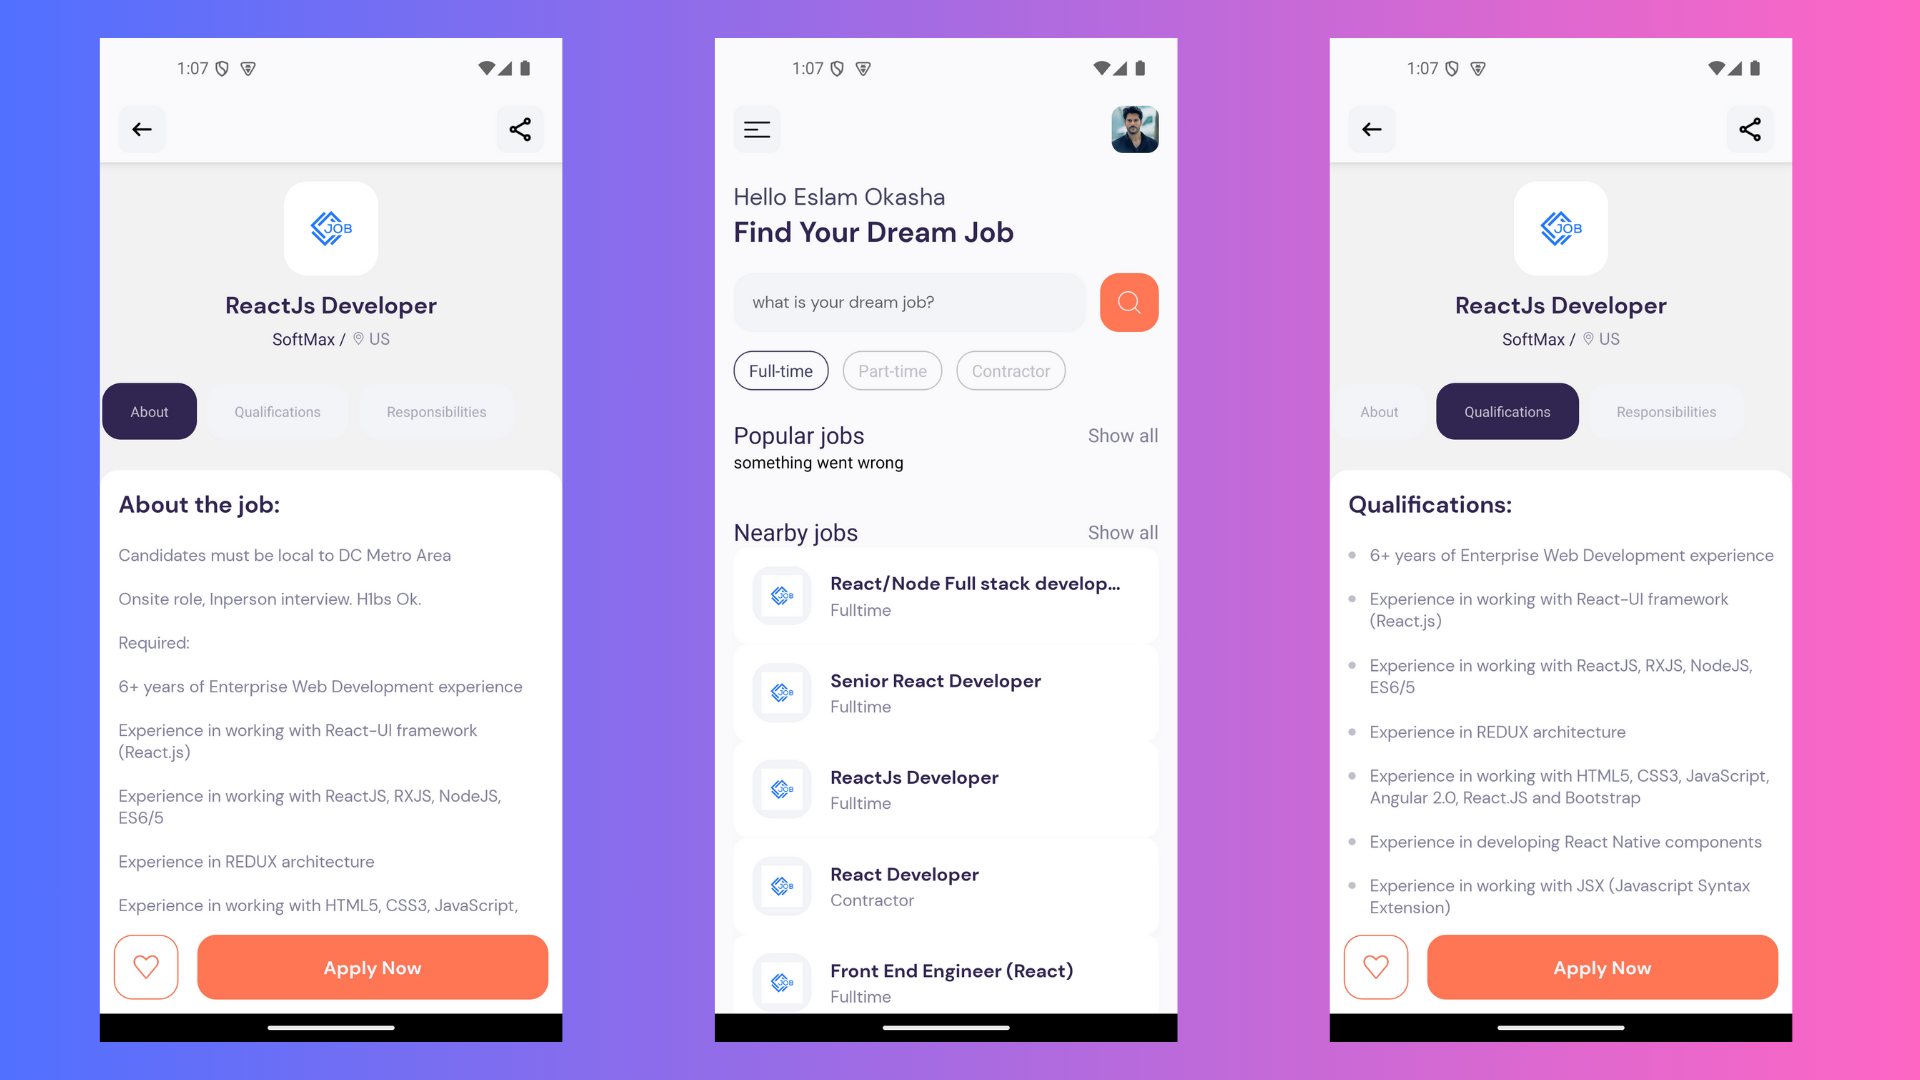 1:07
JOB
ReactJs Developer
SoftMax / US
About
Qualifications
Responsibilities
About the job:
Candidates must be local to DC Metro Area
Onsite role, Inperson interview. H1bs Ok.
Required:
6+ years of Enterprise Web Development experience
Experience in working with React-UI framework
(React.js)
Experience in working with ReactJS, RXJS, NodeJS,
ES6/5
Experience in REDUX architecture
Experience in working with HTML5, CSS3, JavaScript,
Apply Now
1:07
Hello Eslam Okasha
Find Your Dream Job
what is your dream job?
Full-time
Part-time
Contractor
Popular jobs
Show all
something went wrong
Nearby jobs
Show all
JOB
React/Node Full stack develop...
Fulltime
JOB
Senior React Developer
Fulltime
JOB
ReactJs Developer
Fulltime
JOB
React Developer
Contractor
JOB
Front End Engineer (React)
Fulltime
1:07
JOB
ReactJs Developer
SoftMax / US
About
Qualifications
Responsibilities
Qualifications:
6+ years of Enterprise Web Development experience
Experience in working with React-UI framework
(React.js)
Experience in working with ReactJS, RXJS, NodeJS,
ES6/5
Experience in REDUX architecture
Experience in working with HTML5, CSS3, JavaScript,
Angular 2.0, React.JS and Bootstrap
Experience in developing React Native components
Experience in working with JSX (Javascript Syntax
Extension)
Apply Now